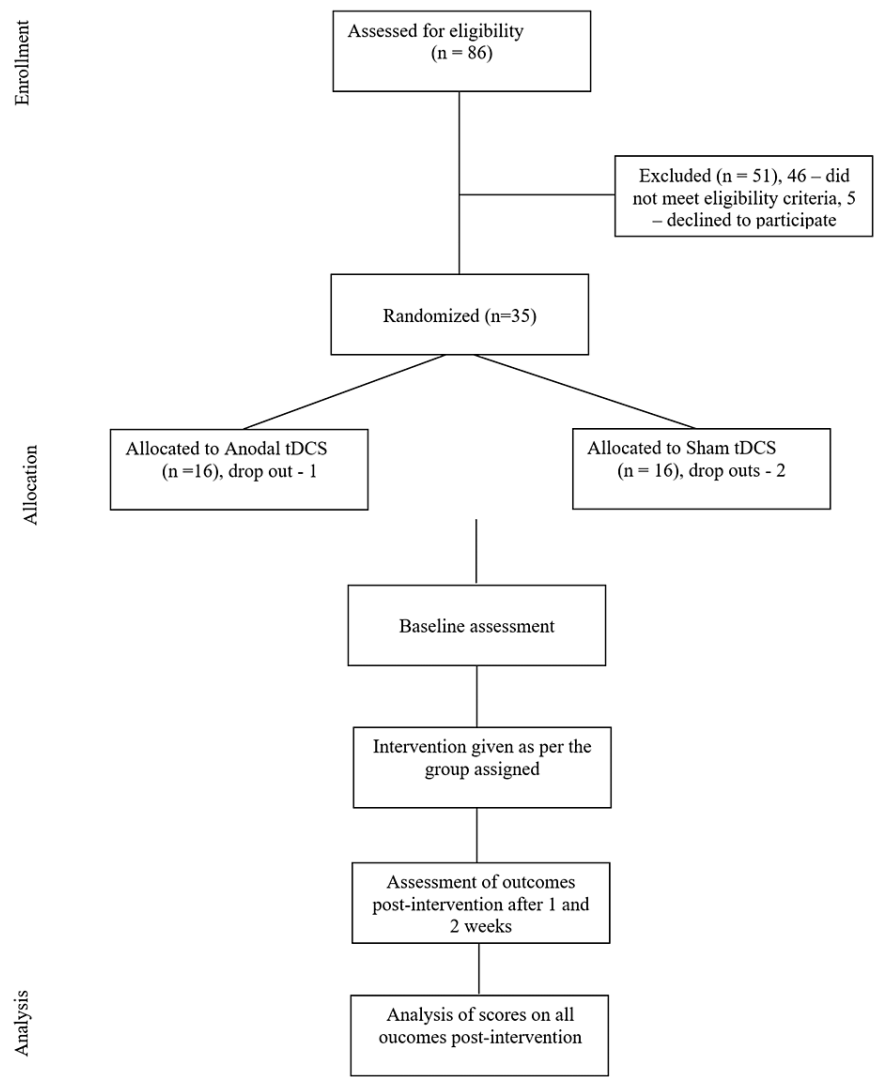 Enrollment
Assessed for eligibility
(n = 86)
Excluded (n = 51), 46 – did
not meet eligibility criteria, 5
– declined to participate
Randomized (n=35)
Allocation
Allocated to Anodal tDCS
(n =16), drop out - 1
Allocated to Sham tDCS
(n = 16), drop outs - 2
Baseline assessment
Intervention given as per the
group assigned
Assessment of outcomes
post-intervention after 1 and
2 weeks
Analysis
Analysis of scores on all
oucomes post-intervention